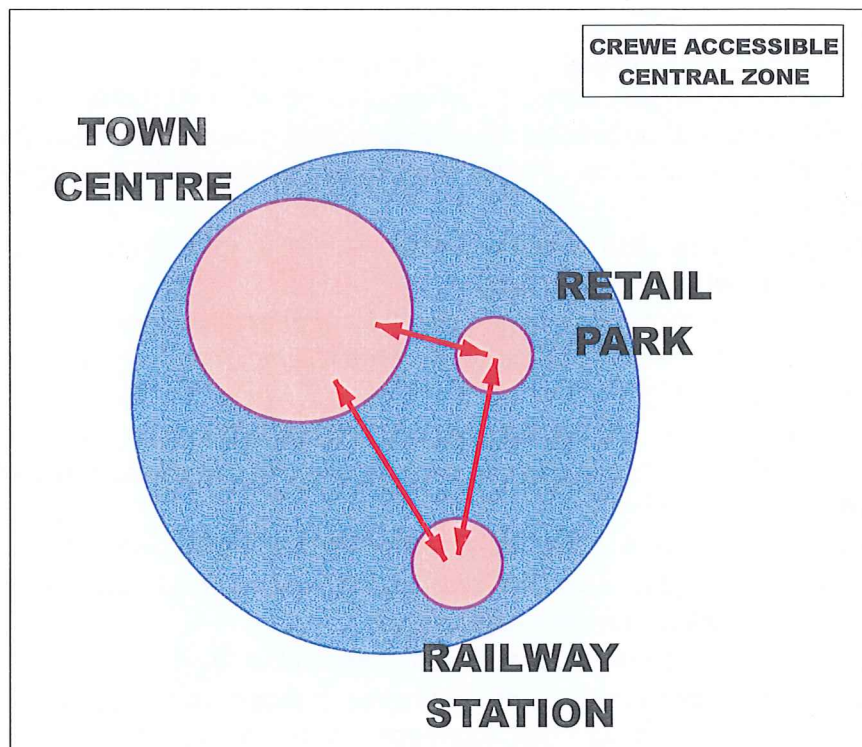 CREWE ACCESSIBLE
CENTRAL ZONE
TOWN
CENTRE
RETAIL
PARK
RAILWAY
STATION